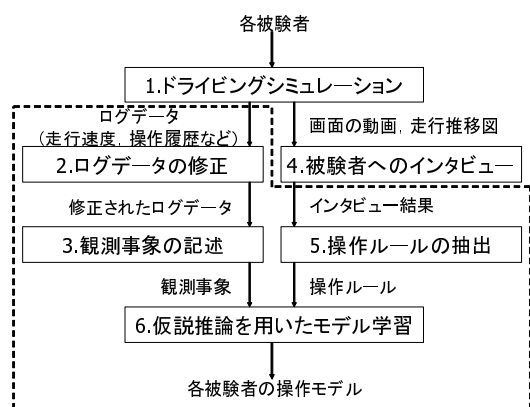 各被験者
1.ドライビングシミュレーション
ログデータ
(走行速度, 操作履歴など)
画面の動画, 走行推移図
2.ログデータの修正
4.被験者へのインタビュー
修正されたログデータ
インタビュー結果
3.観測事象の記述
5.操作ルールの抽出
観測事象
操作ルール
6.仮説推論を用いたモデル学習
各被験者の操作モデル